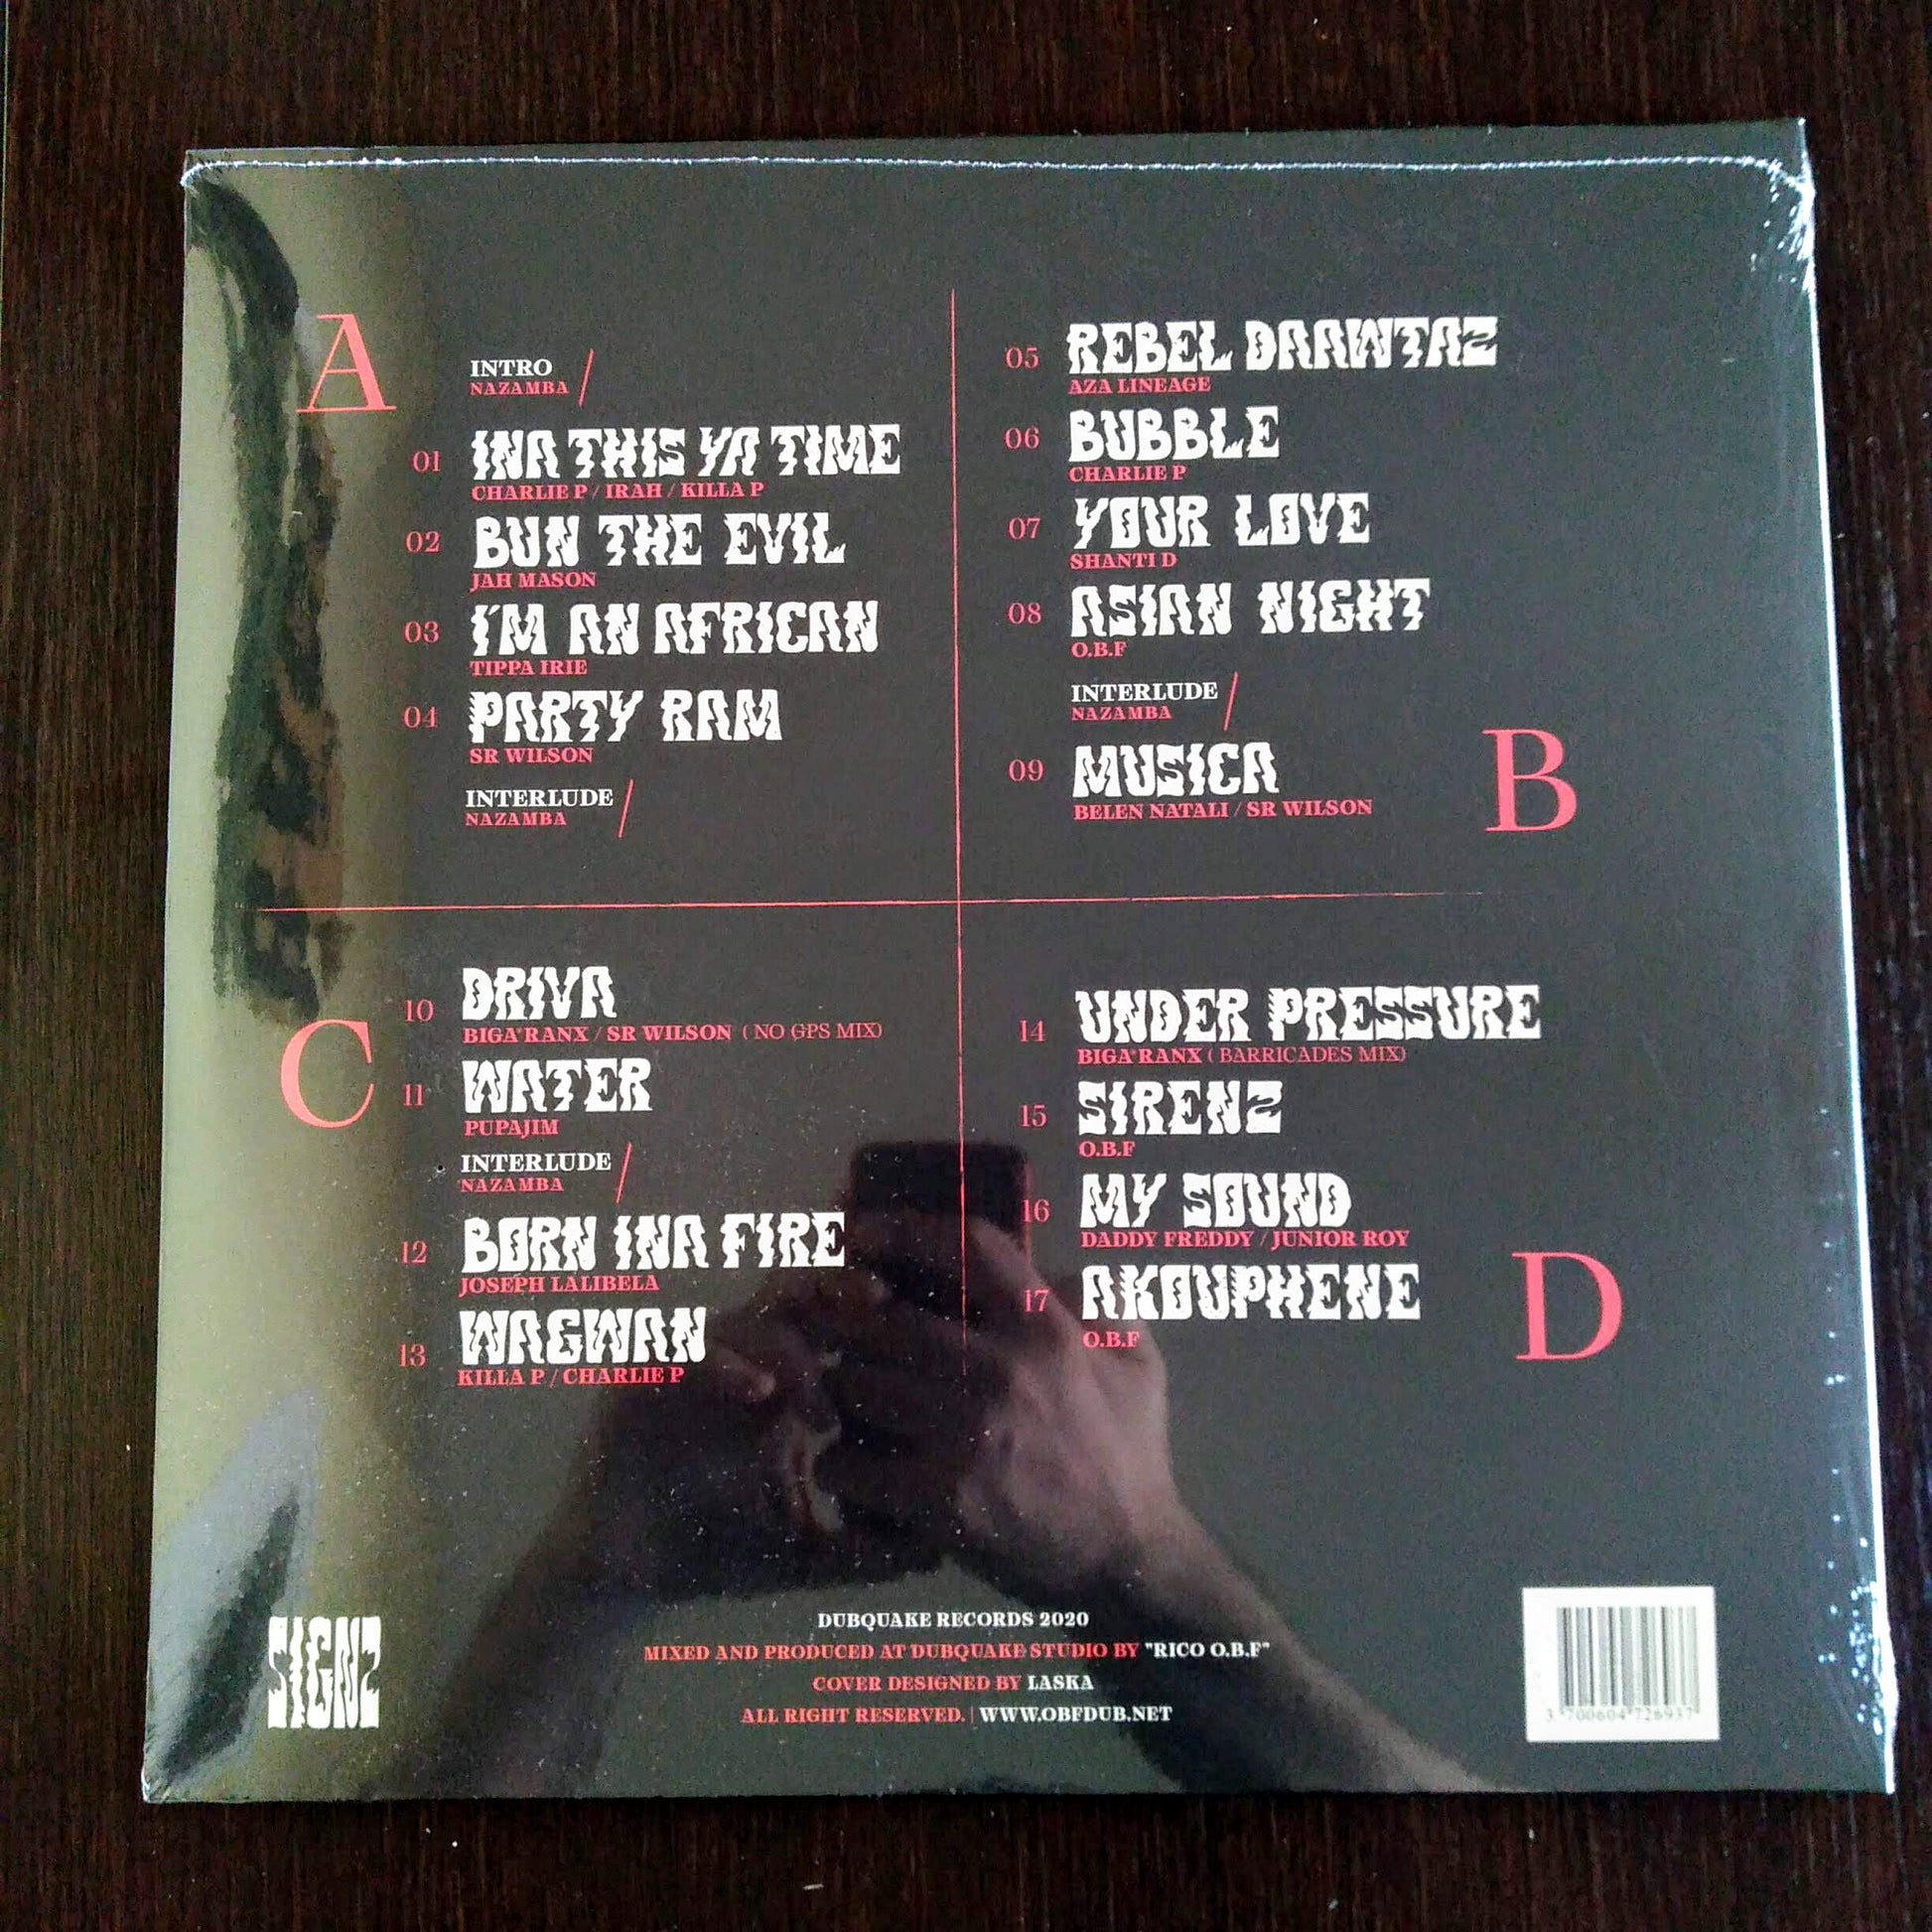 A
INTRO
NAZAMBA
01 INA THIS YA TIME
CHARLIE P / IRAH / KILLA P
02 BUN THE EVIL
JAH MASON
03 I'M AN AFRICAN
TIPPA IRIE
04 PARTY RAM
SR WILSON
INTERLUDE
NAZAMBA
05 REBEL DAAWTAZ
AZA LINEAGE
06 BUBBLE
CHARLIE P
07 YOUR LOVE
SHANTI D
08 ASIAN NIGHT
O.B.F
INTERLUDE
NAZAMBA
09 MUSICA
BELEN NATALI / SR WILSON
B
C
10 DRIVA
BIGA*RANX / SR WILSON ( NO GPS MIX)
11 WATER
PUPAJIM
INTERLUDE
NAZAMBA
12 BORN INA FIRE
JOSEPH LALIBELA
13 WAGWAN
KILLA P / CHARLIE P
14 UNDER PRESSURE
BIGA*RANX ( BARRICADES MIX)
15 SIRENZ
O.B.F
16 MY SOUND
DADDY FREDDY / JUNIOR ROY
17 AKOUPHENE
O.B.F
D
SIGNZ
DUBQUAKE RECORDS 2020
MIXED AND PRODUCED AT DUBQUAKE STUDIO BY "RICO O.B.F"
COVER DESIGNED BY LASKA
ALL RIGHT RESERVED. | WWW.OBFDUB.NET
3 700604 726937